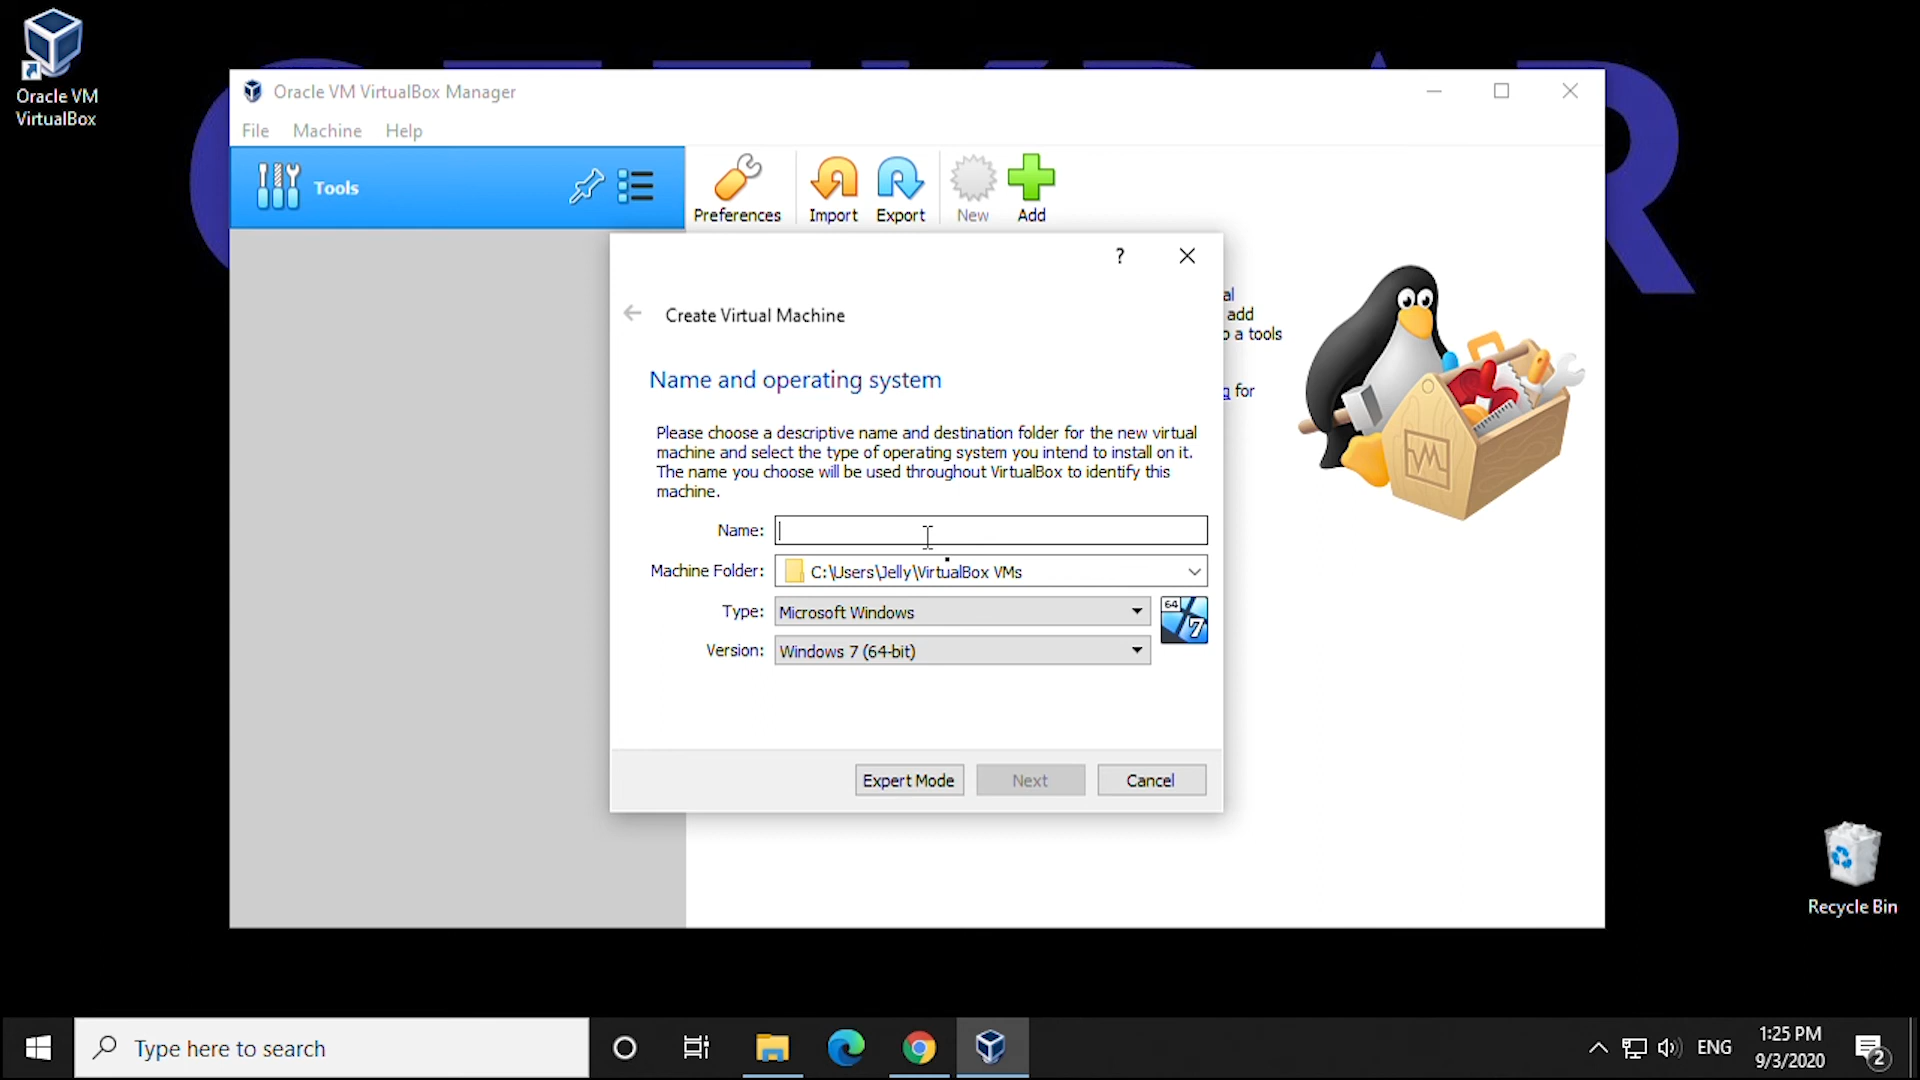 Oracle VM
VirtualBox
Oracle VM VirtualBox Manager
File Machine Help
Tools
Preferences Import Export New Add
?
Create Virtual Machine
al
add
o a tools
g for
Name and operating system
Please choose a descriptive name and destination folder for the new virtual
machine and select the type of operating system you intend to install on it.
The name you choose will be used throughout VirtualBox to identify this
machine.
Name:
Machine Folder: C:\Users\Jelly\VirtualBox VMs
Type: Microsoft Windows
64
7
Version: Windows 7 (64-bit)
Expert Mode Next Cancel
Recycle Bin
Type here to search
ENG
1:25 PM
9/3/2020
2